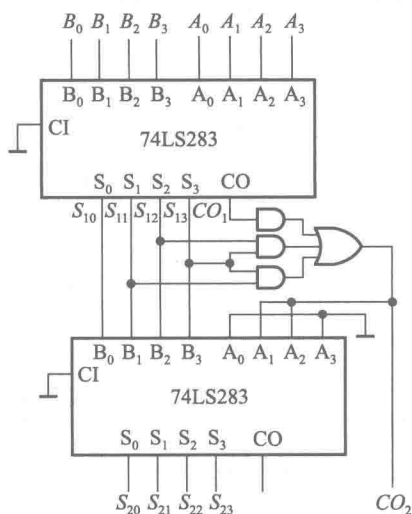 B₀ B₁ B₂ B₃ A₀ A₁ A₂ A₃
B₀ B₁ B₂ B₃ A₀ A₁ A₂ A₃
CI
74LS283
S₀ S₁ S₂ S₃ CO
S₁₀ S₁₁ S₁₂ S₁₃ CO₁
B₀ B₁ B₂ B₃ A₀ A₁ A₂ A₃
CI
74LS283
S₀ S₁ S₂ S₃ CO
S₂₀ S₂₁ S₂₂ S₂₃ CO₂